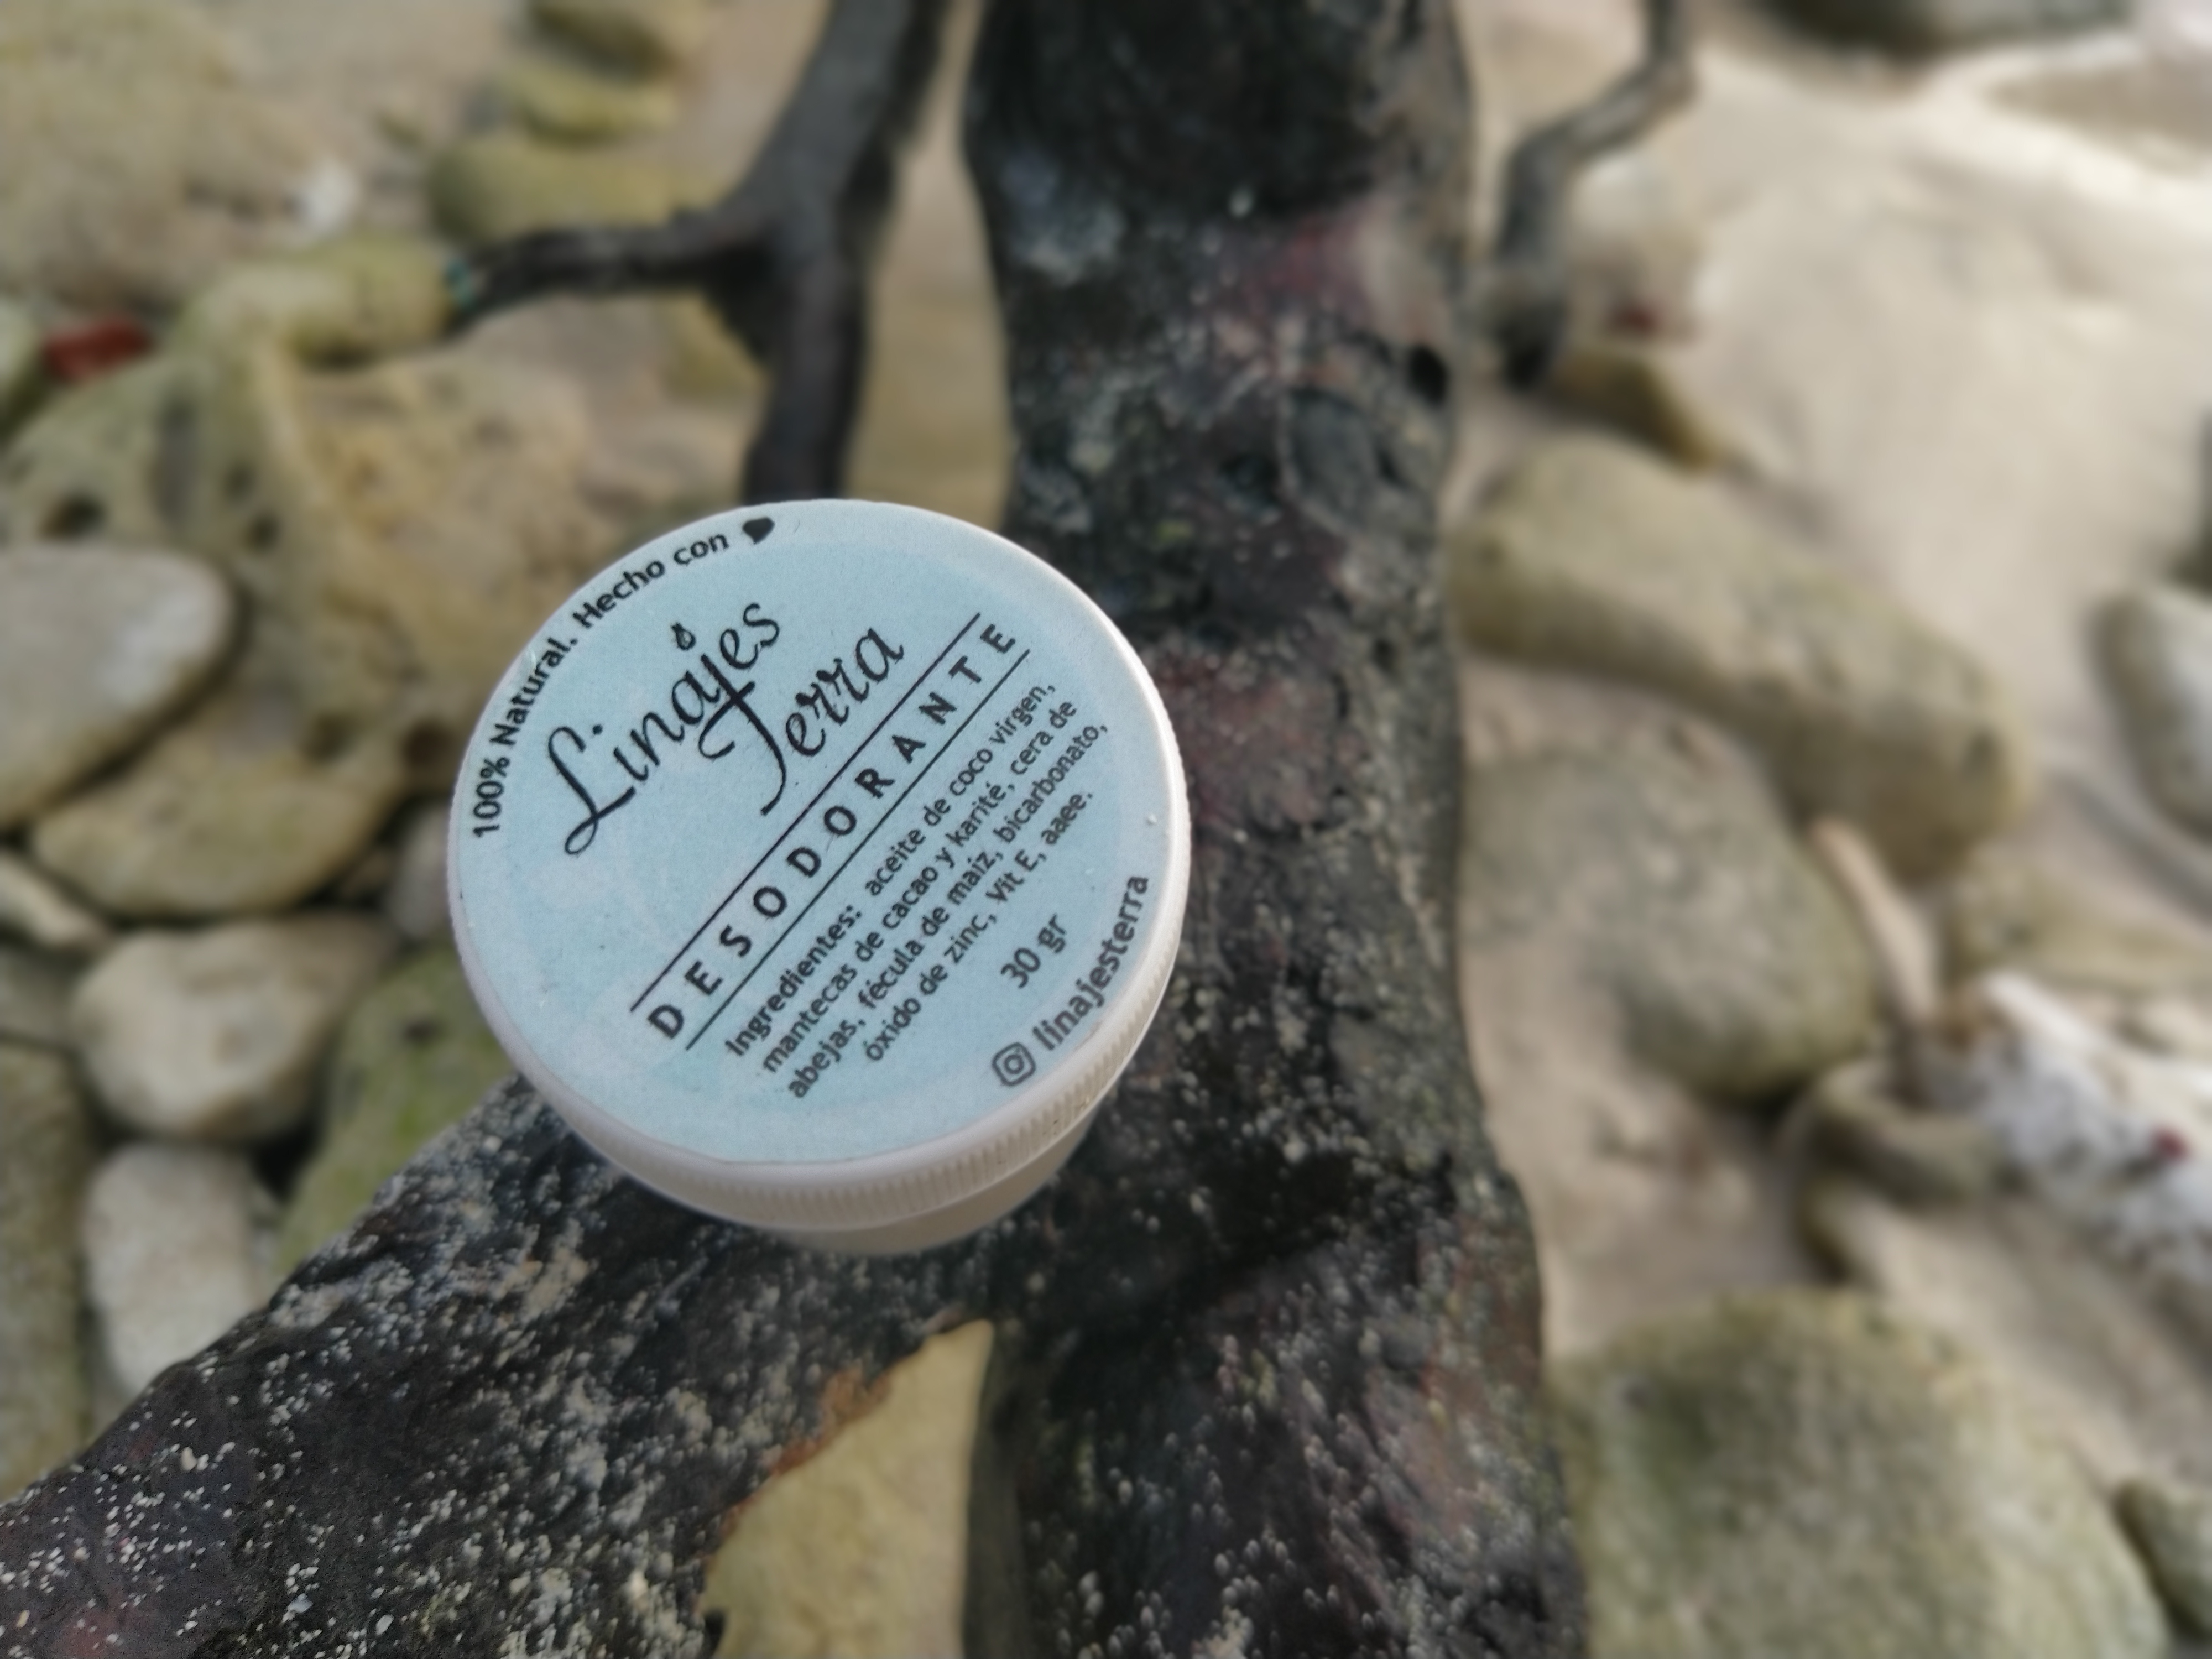 100% Natural. Hecho con
Linajes
Terra
DESODORANTE
Ingredientes: aceite de coco virgen,
mantecas de cacao y karité, cera de
abejas, fécula de maiz, bicarbonato,
óxido de zinc, Vit E, aaee.
30 gr
linajesterra